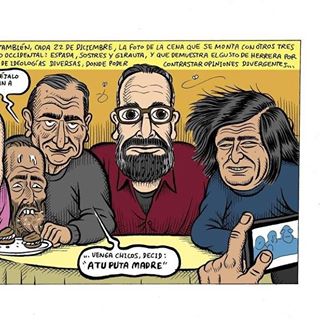 TAMBIÉN, CADA 22 DE DICIEMBRE, LA FOTO DE LA CENA QUE SE MONTA CON OTROS TRES
O OCCIDENTAL: ESPADA, SOSTRES Y GIRAUTA, Y QUE DEMUESTRA EL GUSTO DE HERRERA POR
DE IDEOLOGÍAS DIVERSAS, DONDE PODER CONTRASTAR OPINIONES DIVERGENTES...
N A
... VENGA CHICOS, DECID:
"A TU PUTA MADRE"